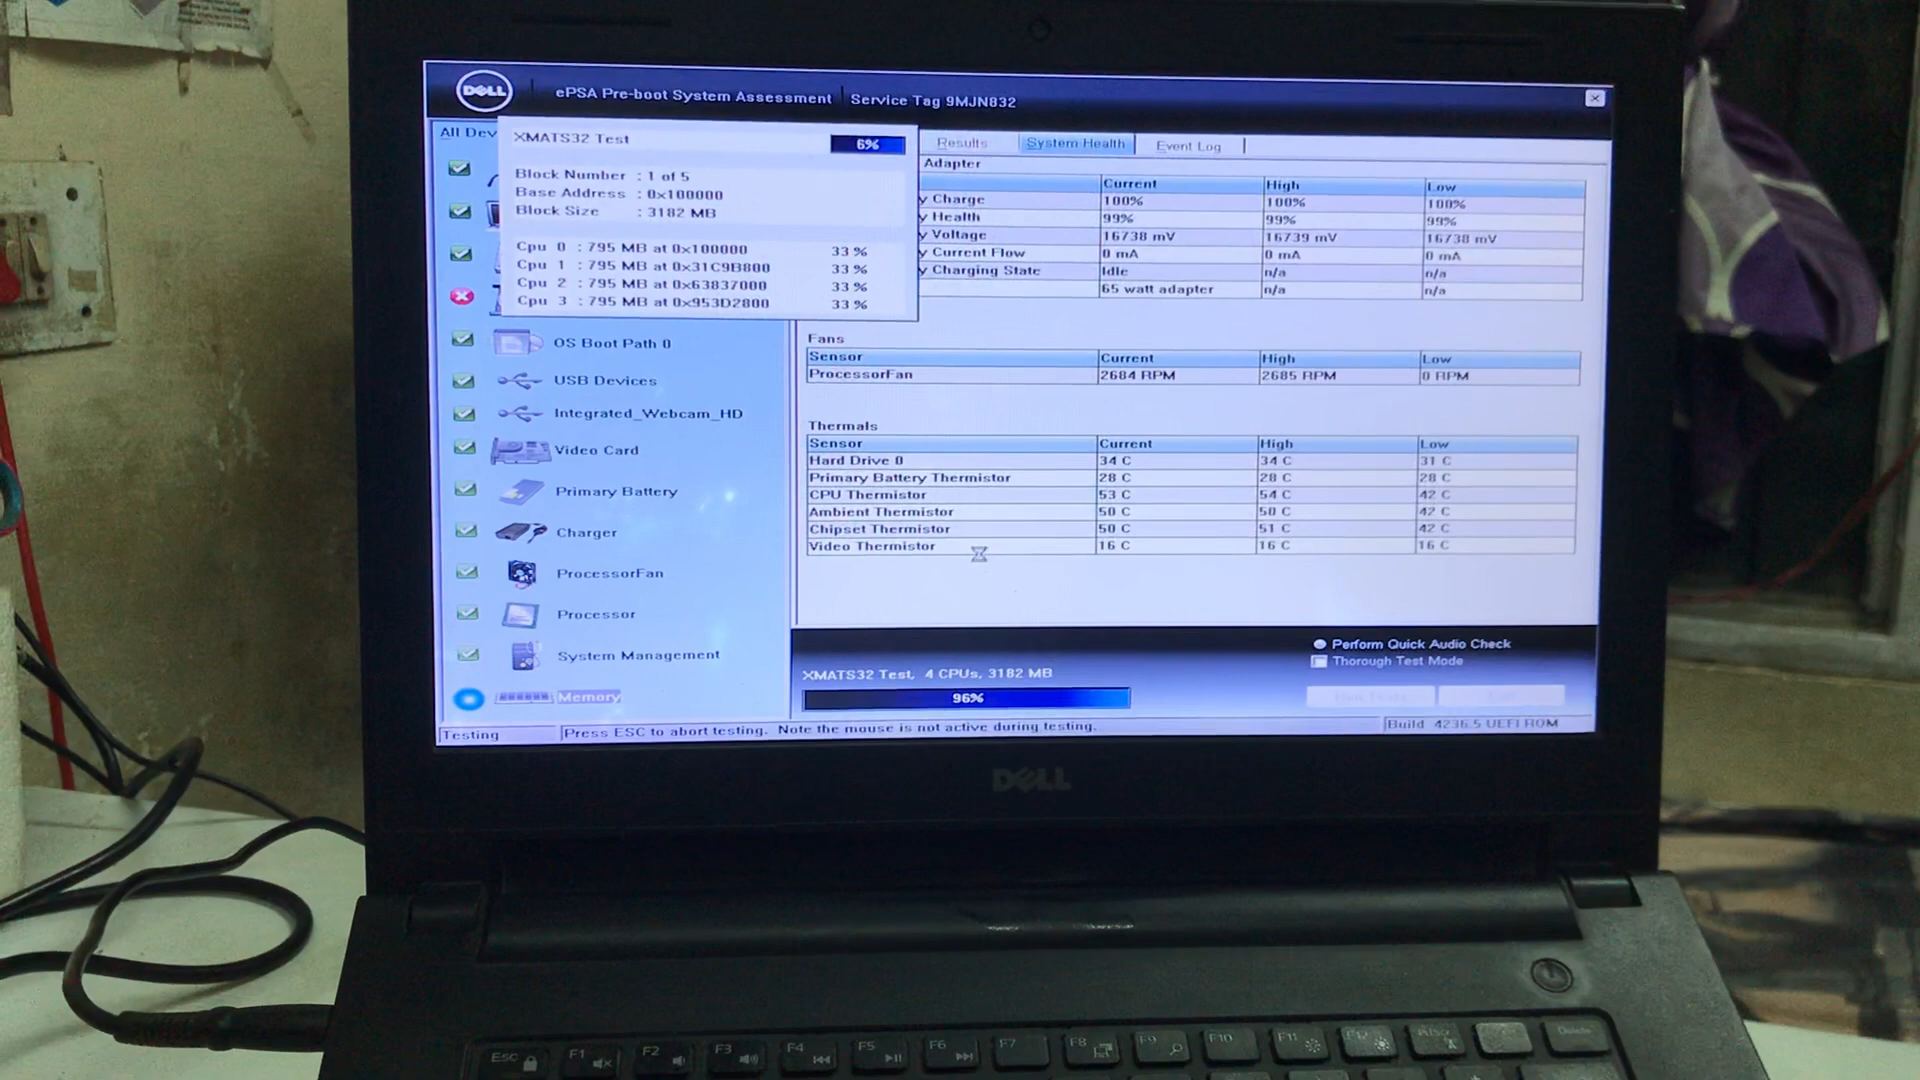 DELL
ePSA Pre-boot System Assessment
Service Tag 9MJN832
All Dev
XMATS32 Test
6%
Block Number : 1 of 5
Base Address : 0x100000
Block Size : 3182 MB
Cpu 0 : 795 MB at 0x100000 33 %
Cpu 1 : 795 MB at 0x31C9B800 33 %
Cpu 2 : 795 MB at 0x63837000 33 %
Cpu 3 : 795 MB at 0x953D2800 33 %
OS Boot Path 0
USB Devices
Integrated_Webcam_HD
Video Card
Primary Battery
Charger
ProcessorFan
Processor
System Management
Memory
Results
System Health
Event Log
Adapter
Current High Low
y Charge 100% 100% 100%
y Health 99% 99% 99%
y Voltage 16738 mV 16739 mV 16738 mV
y Current Flow 0 mA 0 mA 0 mA
y Charging State Idle n/a n/a
65 watt adapter n/a n/a
Fans
Sensor Current High Low
ProcessorFan 2684 RPM 2685 RPM 0 RPM
Thermals
Sensor Current High Low
Hard Drive 0 34 C 34 C 31 C
Primary Battery Thermistor 28 C 28 C 28 C
CPU Thermistor 53 C 54 C 42 C
Ambient Thermistor 50 C 50 C 42 C
Chipset Thermistor 50 C 51 C 42 C
Video Thermistor 16 C 16 C 16 C
Perform Quick Audio Check
Thorough Test Mode
XMATS32 Test, 4 CPUs, 3182 MB
96%
Testing
Press ESC to abort testing. Note the mouse is not active during testing.
Build 4236.5 UEFI ROM
DELL
Esc
F1
F2
F3
F4
F5
F6
F7
F8
F9
F10
F11
F12
Delete